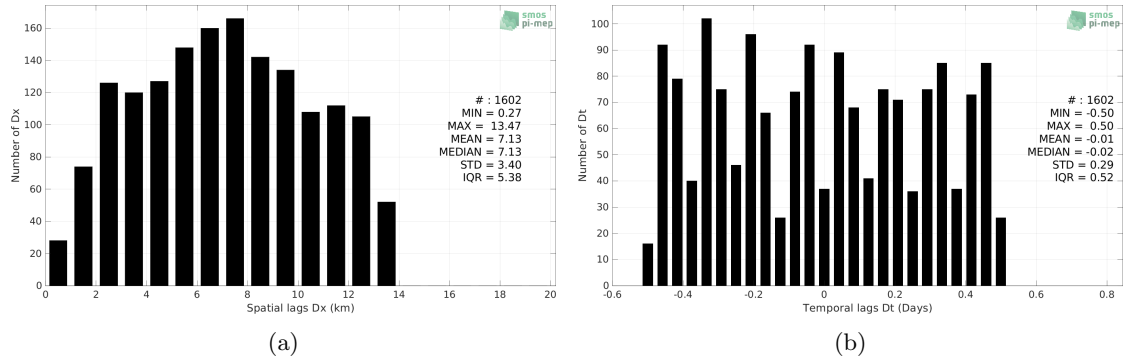 smos
pi-mep
160
140
120
100
80
60
40
20
0
Number of Dx
# : 1602
MIN = 0.27
MAX = 13.47
MEAN = 7.13
MEDIAN = 7.13
STD = 3.40
IQR = 5.38
0 2 4 6 8 10 12 14 16 18 20
Spatial lags Dx (km)
(a)
smos
pi-mep
100
90
80
70
60
50
40
30
20
10
0
Number of Dt
# : 1602
MIN = -0.50
MAX = 0.50
MEAN = -0.01
MEDIAN = -0.02
STD = 0.29
IQR = 0.52
-0.6 -0.4 -0.2 0 0.2 0.4 0.6 0.8
Temporal lags Dt (Days)
(b)